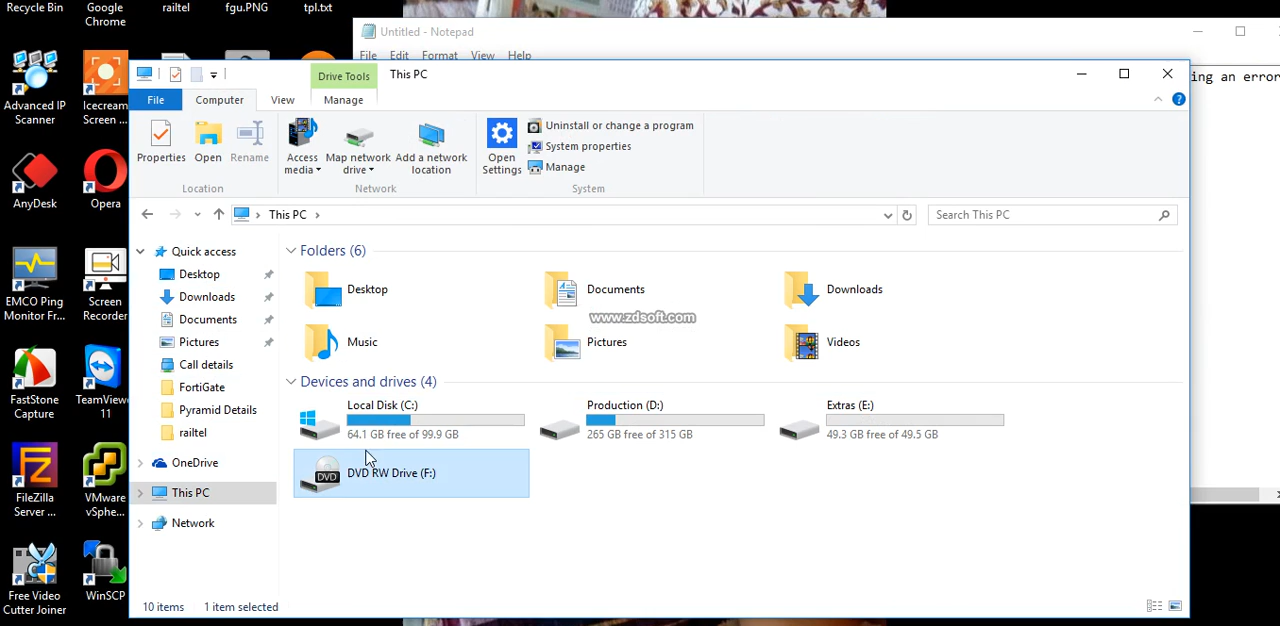 Recycle Bin
Google Chrome
railtel
fgu.PNG
tpl.txt
Untitled - Notepad
File Edit Format View Help
ing an error
Drive Tools
This PC
File
Computer
View
Manage
Properties
Open
Rename
Access media
Map network drive
Add a network location
Open Settings
Uninstall or change a program
System properties
Manage
Location
Network
System
This PC
Search This PC
Advanced IP Scanner
Icecream Screen ...
AnyDesk
Opera
EMCO Ping Monitor Fr...
Screen Recorder
FastStone Capture
TeamViewer 11
FileZilla Server ...
VMware vSphe...
Free Video Cutter Joiner
WinSCP
Quick access
Desktop
Downloads
Documents
Pictures
Call details
FortiGate
Pyramid Details
railtel
OneDrive
This PC
Network
Folders (6)
Desktop
Documents
Downloads
www.zdsoft.com
Music
Pictures
Videos
Devices and drives (4)
Local Disk (C:)
64.1 GB free of 99.9 GB
Production (D:)
265 GB free of 315 GB
Extras (E:)
49.3 GB free of 49.5 GB
DVD
DVD RW Drive (F:)
10 items
1 item selected